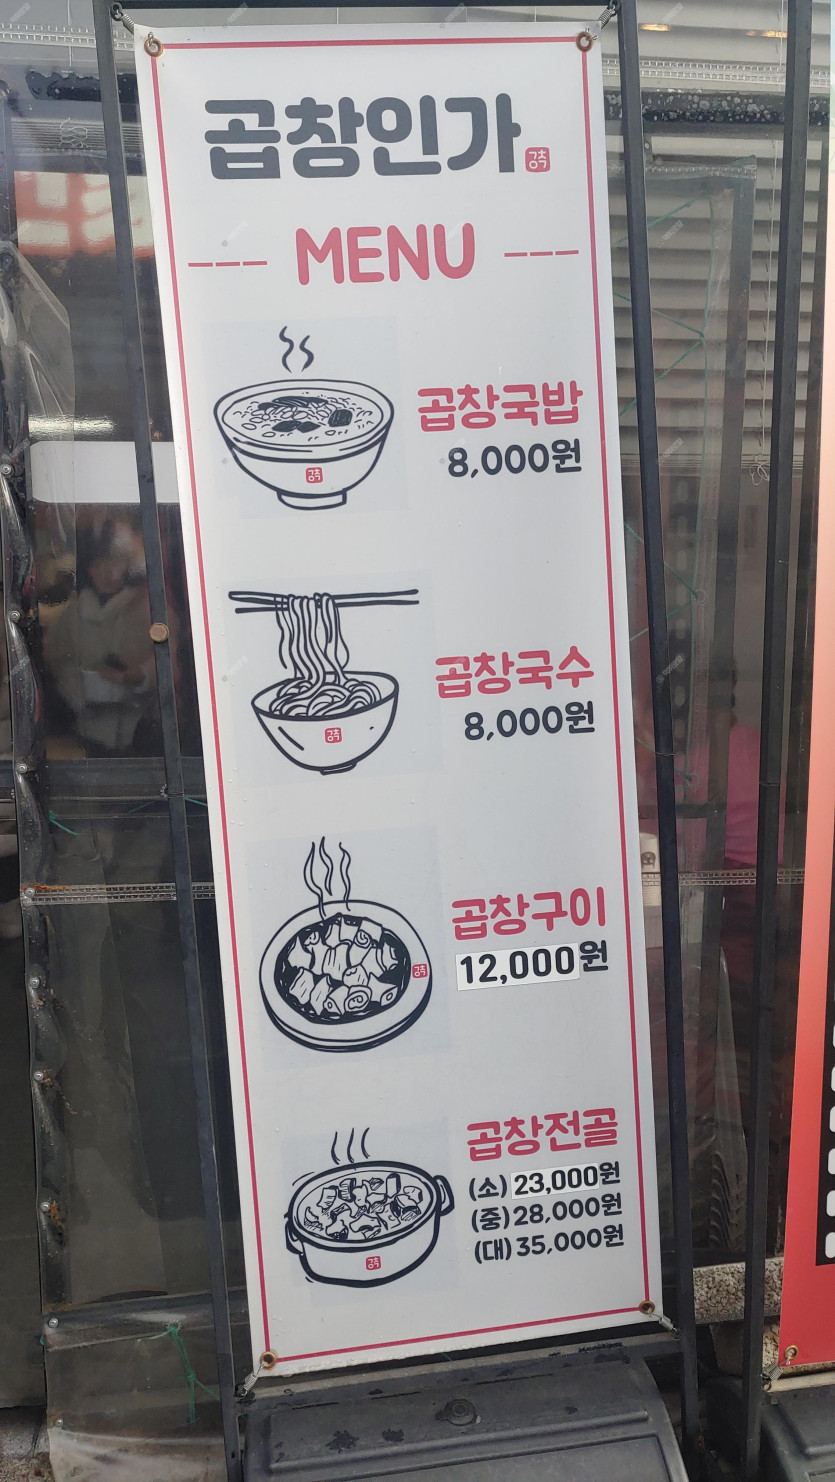 곱창인가
MENU
곱창국밥
8,000원
곱창국수
8,000원
곱창구이
12,000원
곱창전골
(소) 23,000원
(중) 28,000원
(대) 35,000원